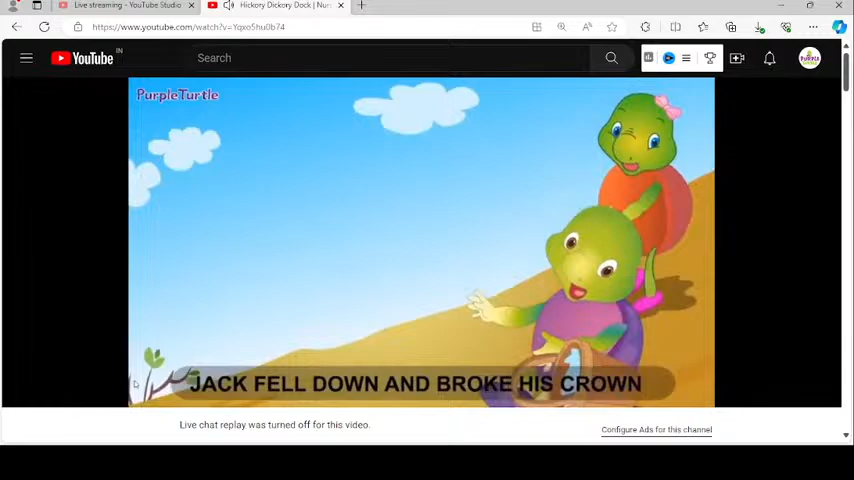 Live streaming - YouTube Studio
Hickory Dickory Dock | Nur
https://www.youtube.com/watch?v=Yqxo5hu0b74
YouTube IN
Search
PurpleTurtle
JACK FELL DOWN AND BROKE HIS CROWN
Live chat replay was turned off for this video.
Configure Ads for this channel